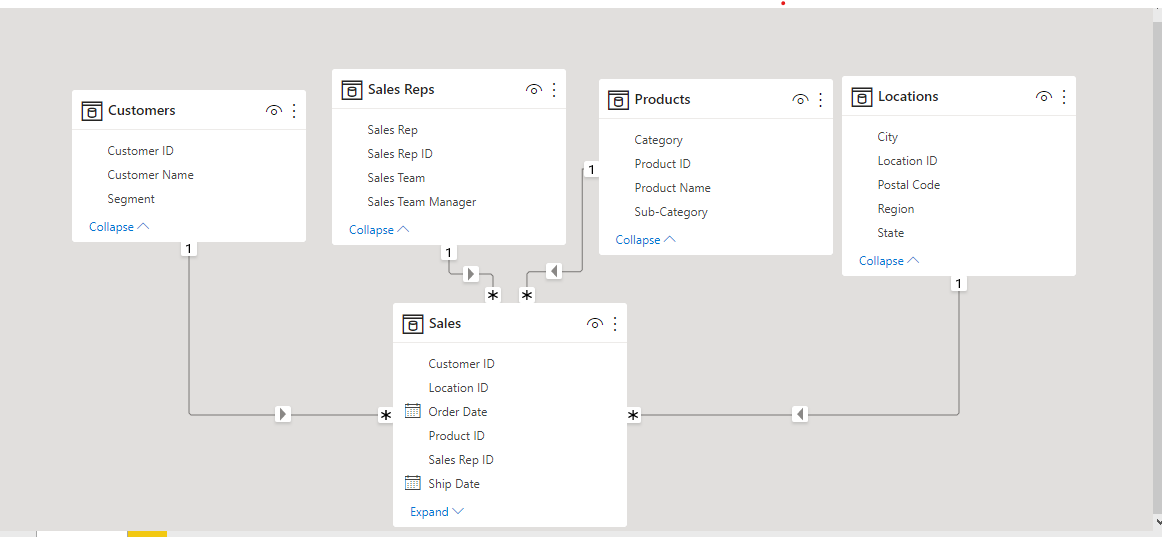 Customers
Customer ID
Customer Name
Segment
Collapse
1
Sales Reps
Sales Rep
Sales Rep ID
Sales Team
Sales Team Manager
Collapse
1
Products
Category
Product ID
Product Name
Sub-Category
Collapse
1
Locations
City
Location ID
Postal Code
Region
State
Collapse
1
*
*
Sales
Customer ID
Location ID
Order Date
Product ID
Sales Rep ID
Ship Date
Expand
*
*